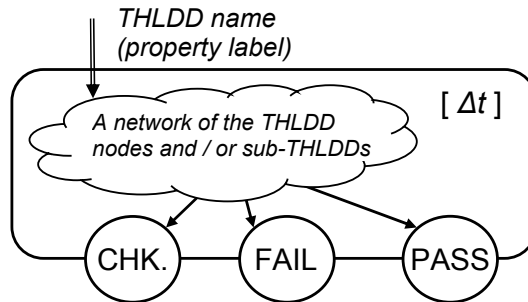 THLDD name
(property label)
[ Δt ]
A network of the THLDD
nodes and / or sub-THLDDs
CHK.
FAIL
PASS